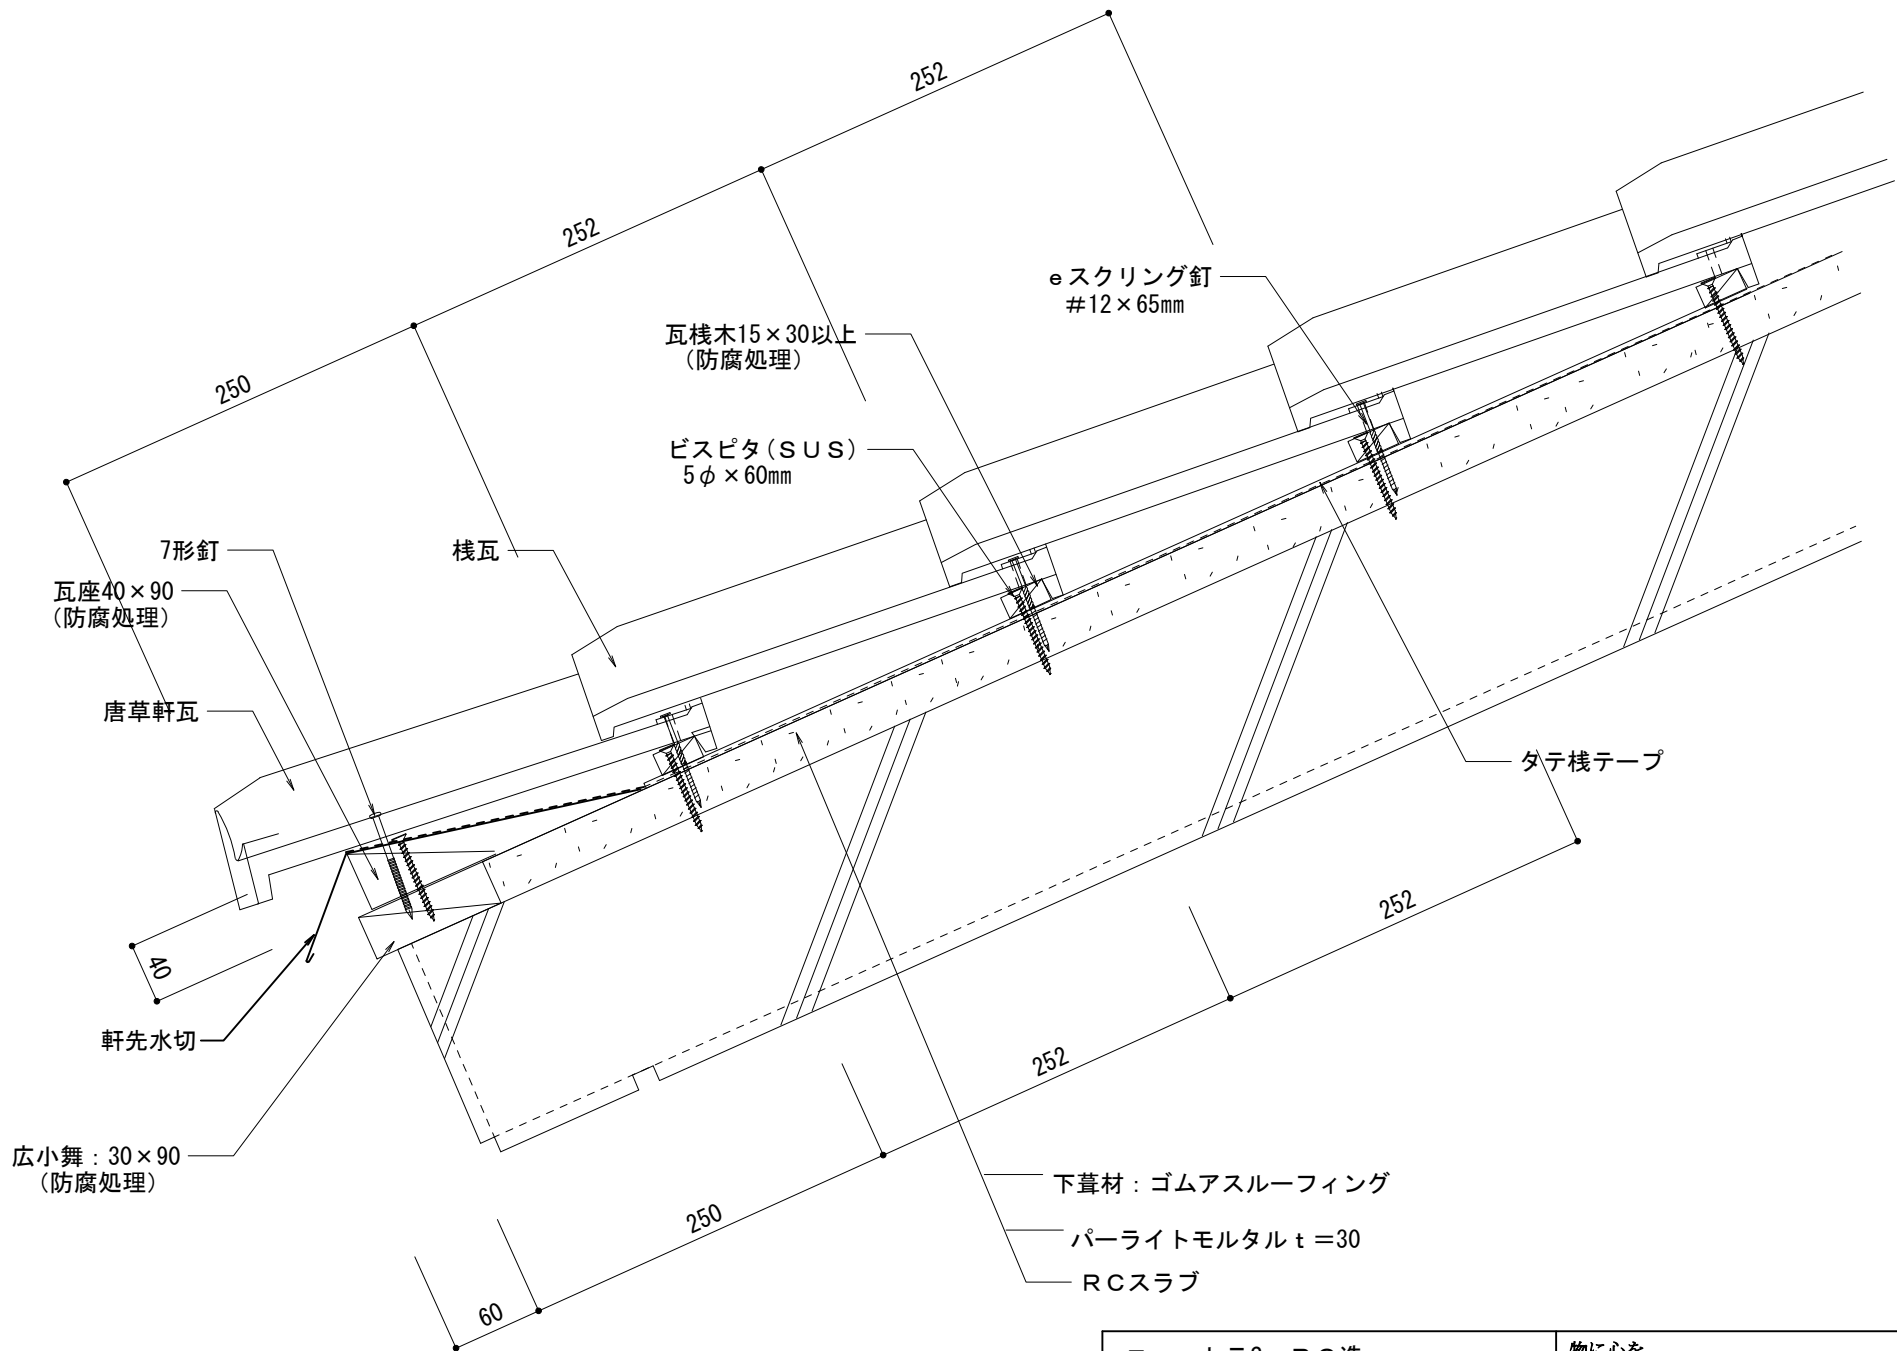 252
252
250
eスクリング釘
#12×65mm
瓦桟木15×30以上
(防腐処理)
ビスピタ(SUS)
5φ×60mm
7形釘
桟瓦
瓦座40×90
(防腐処理)
唐草軒瓦
タテ桟テープ
40
軒先水切
広小舞：30×90
(防腐処理)
252
252
250
60
下葺材：ゴムアスルーフィング
パーライトモルタルｔ＝30
RCスラブ
物に心を